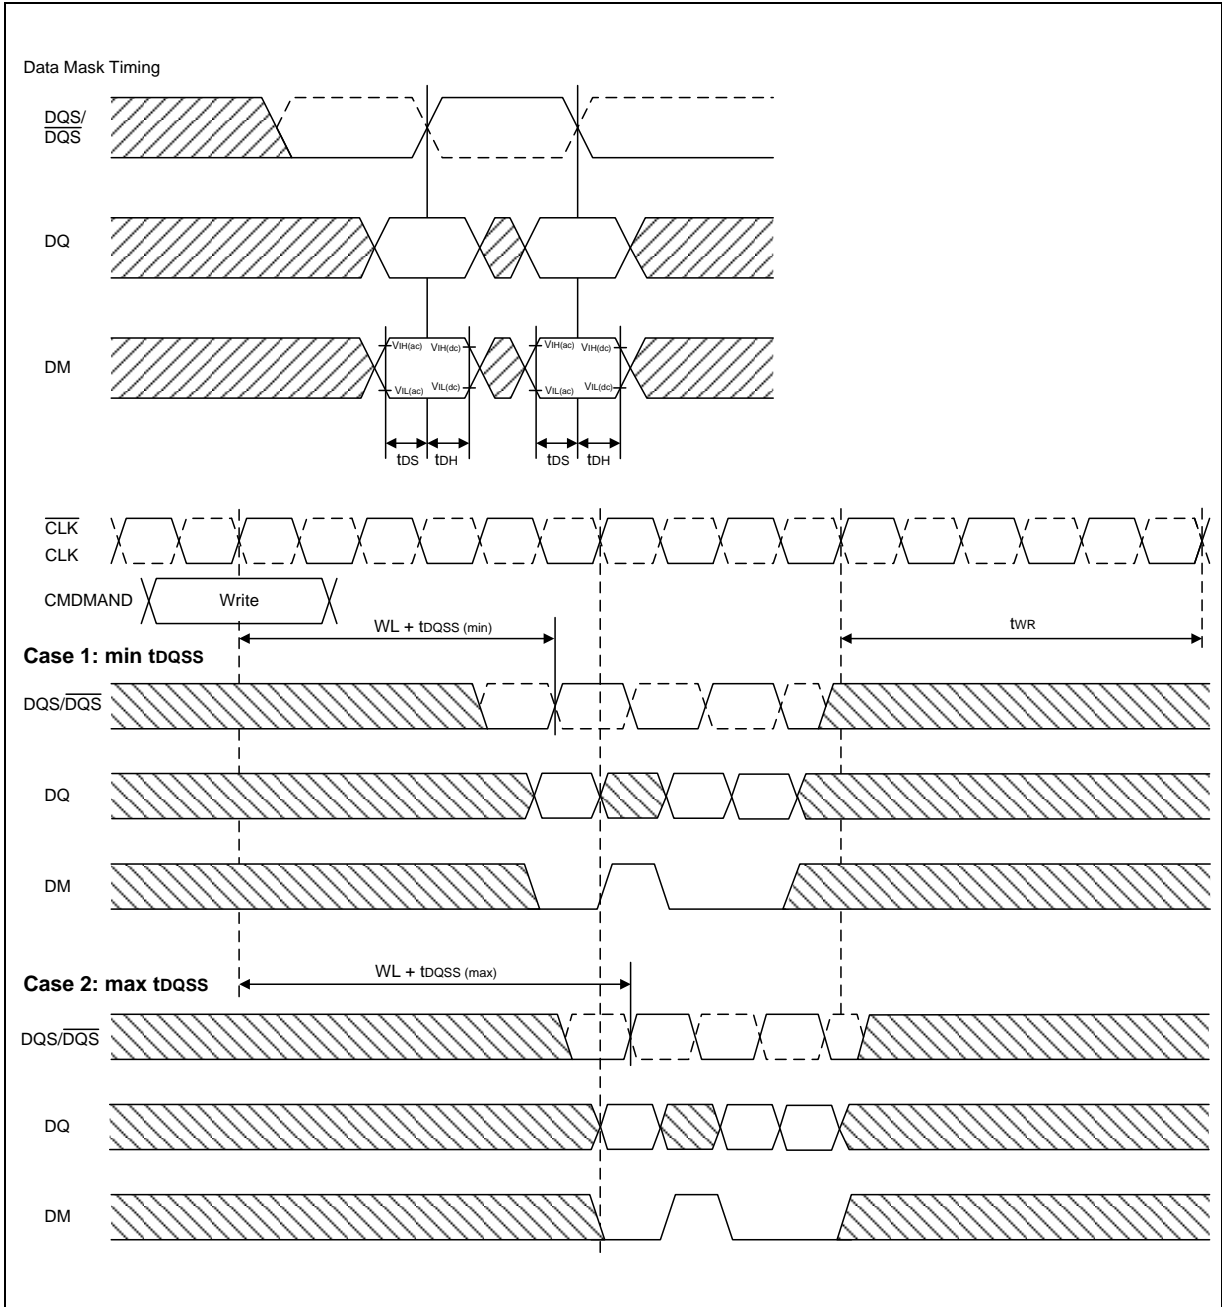 Data Mask Timing
DQS/
DQS
DQ
DM
VIH(ac) VIH(dc) VIH(ac) VIH(dc)
VIL(ac) VIL(dc) VIL(ac) VIL(dc)
tDS tDH tDS tDH
CLK
CLK
CMDMAND Write
WL + tDQSS (min) tWR
Case 1: min tDQSS
DQS/DQS
DQ
DM
WL + tDQSS (max)
Case 2: max tDQSS
DQS/DQS
DQ
DM